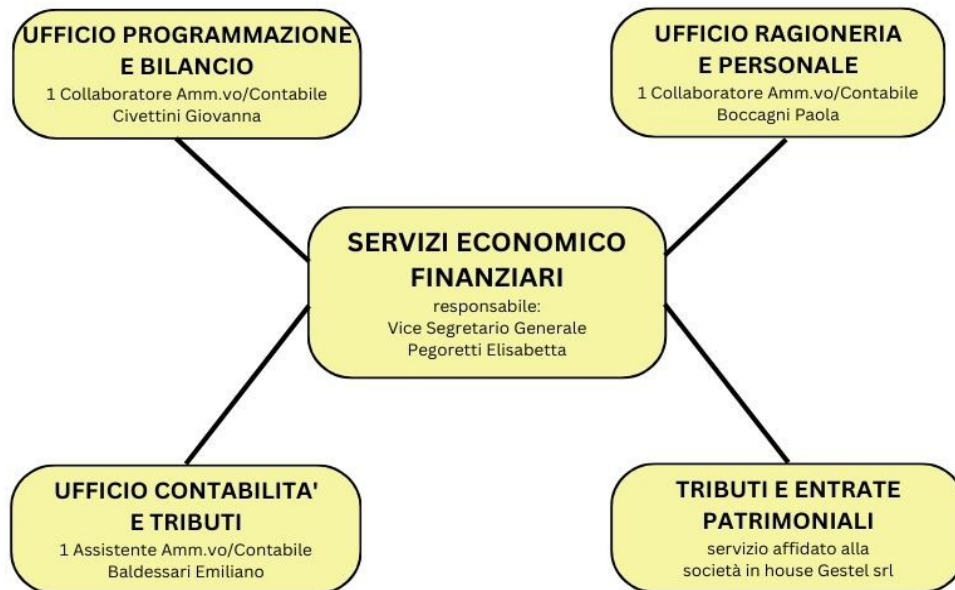 UFFICIO PROGRAMMAZIONE
E BILANCIO
1 Collaboratore Amm.vo/Contabile
Civettini Giovanna
UFFICIO RAGIONERIA
E PERSONALE
1 Collaboratore Amm.vo/Contabile
Boccagni Paola
SERVIZI ECONOMICO
FINANZIARI
responsabile:
Vice Segretario Generale
Pegoretti Elisabetta
UFFICIO CONTABILITA'
E TRIBUTI
1 Assistente Amm.vo/Contabile
Baldessari Emiliano
TRIBUTI E ENTRATE
PATRIMONIALI
servizio affidato alla
società in house Gestel srl